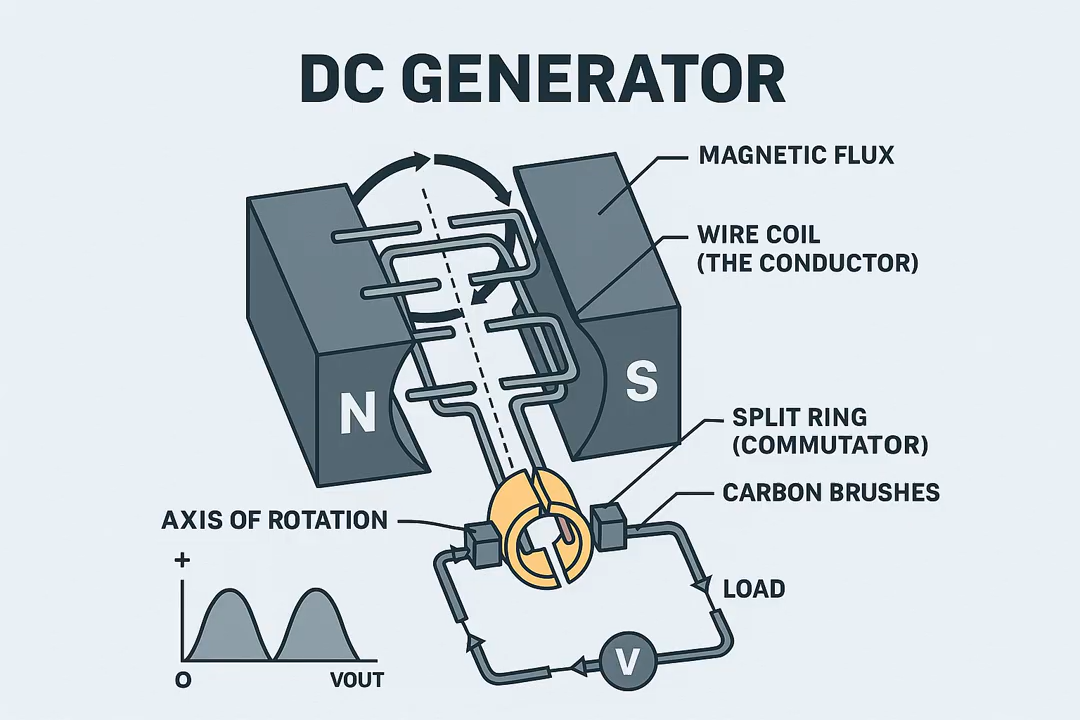 DC GENERATOR
MAGNETIC FLUX
WIRE COIL
(THE CONDUCTOR)
N
S
SPLIT RING
(COMMUTATOR)
CARBON BRUSHES
AXIS OF ROTATION
+
LOAD
V
O
VOUT